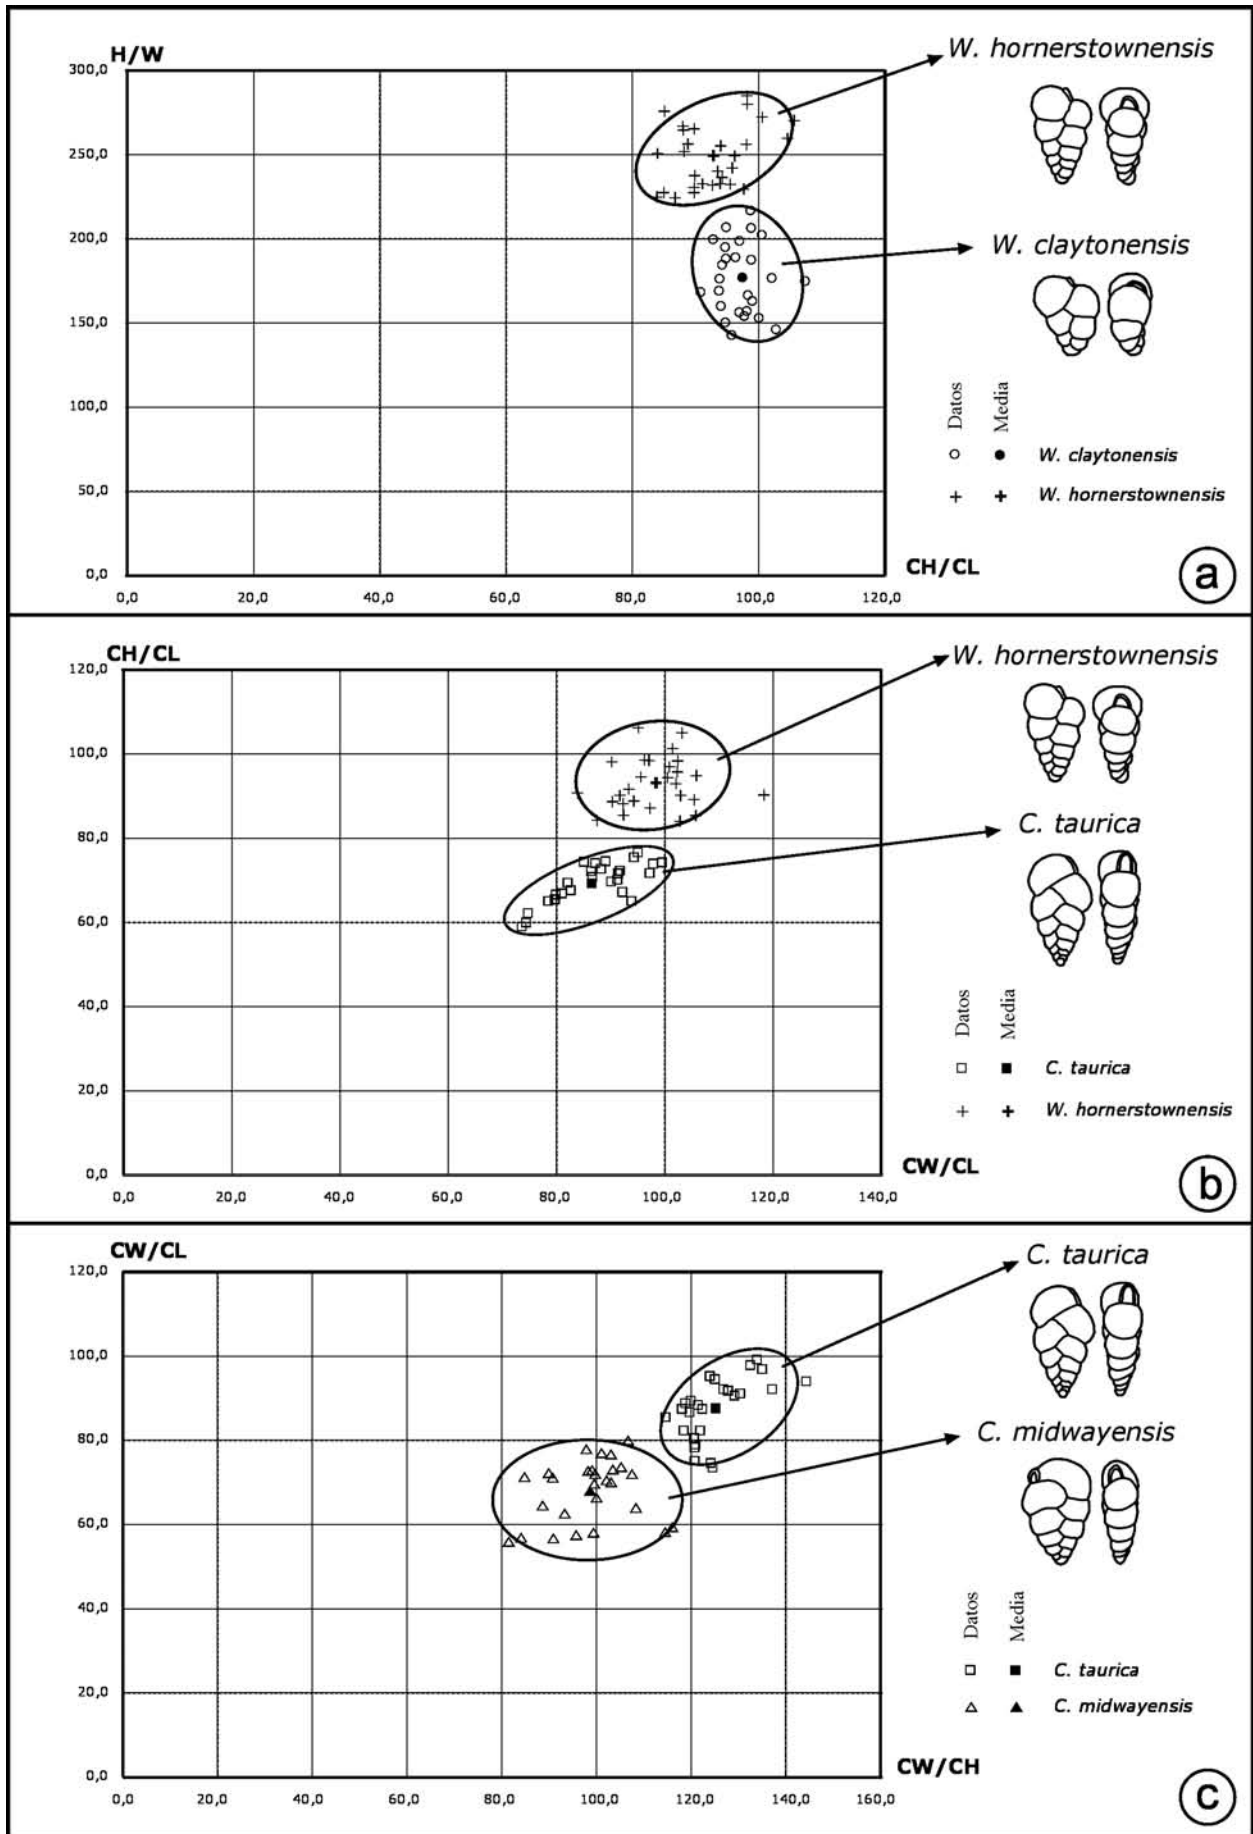 H/W
300,0
250,0
200,0
150,0
100,0
50,0
0,0
0,0 20,0 40,0 60,0 80,0 100,0 120,0
CH/CL
W. hornerstownensis
W. claytonensis
Datos Media
W. claytonensis
W. hornerstownensis
a
CH/CL
120,0
100,0
80,0
60,0
40,0
20,0
0,0
0,0 20,0 40,0 60,0 80,0 100,0 120,0 140,0
CW/CL
W. hornerstownensis
C. taurica
Datos Media
C. taurica
W. hornerstownensis
b
CW/CL
120,0
100,0
80,0
60,0
40,0
20,0
0,0
0,0 20,0 40,0 60,0 80,0 100,0 120,0 140,0 160,0
CW/CH
C. taurica
C. midwayensis
Datos Media
C. taurica
C. midwayensis
c